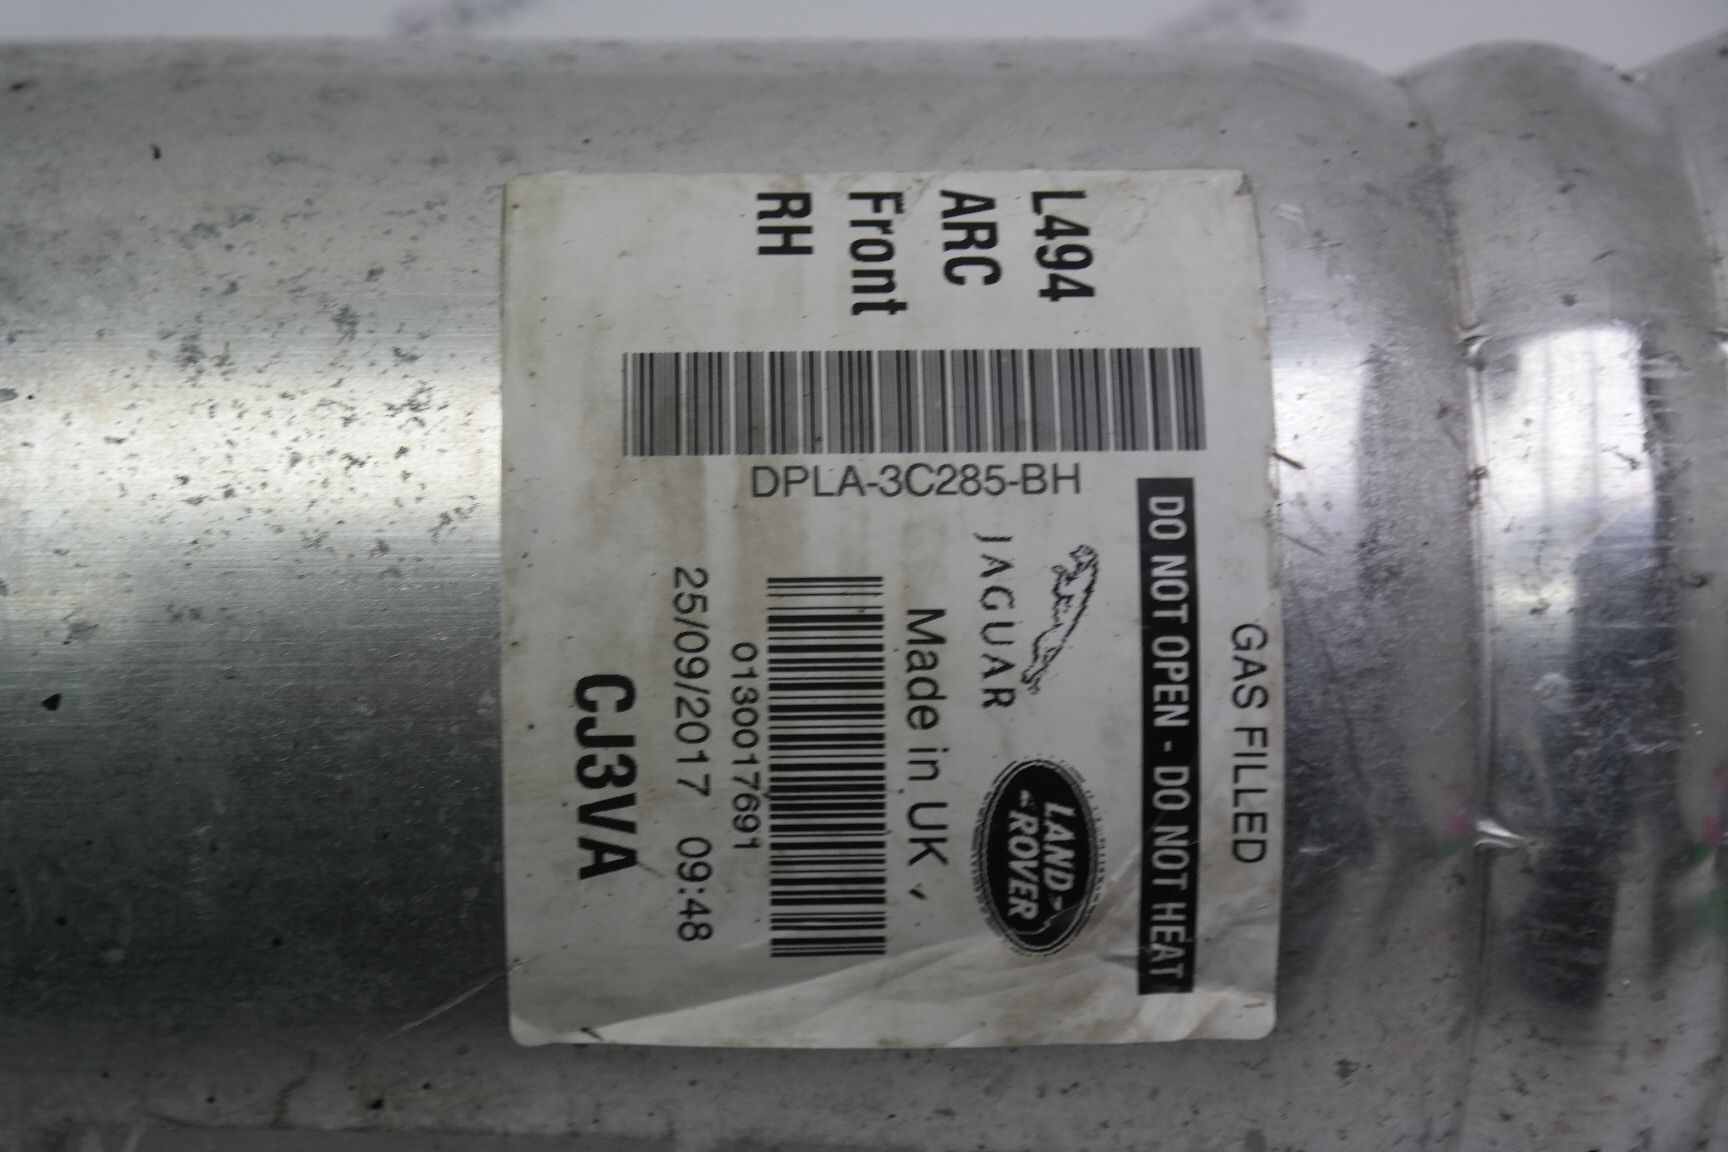 GAS FILLED
DO NOT OPEN - DO NOT HEAT
L494
ARC
Front
RH
DPLA-3C285-BH
JAGUAR
LAND-
-ROVER
Made in UK
0130017691
25/09/2017 09:48
CJ3VA